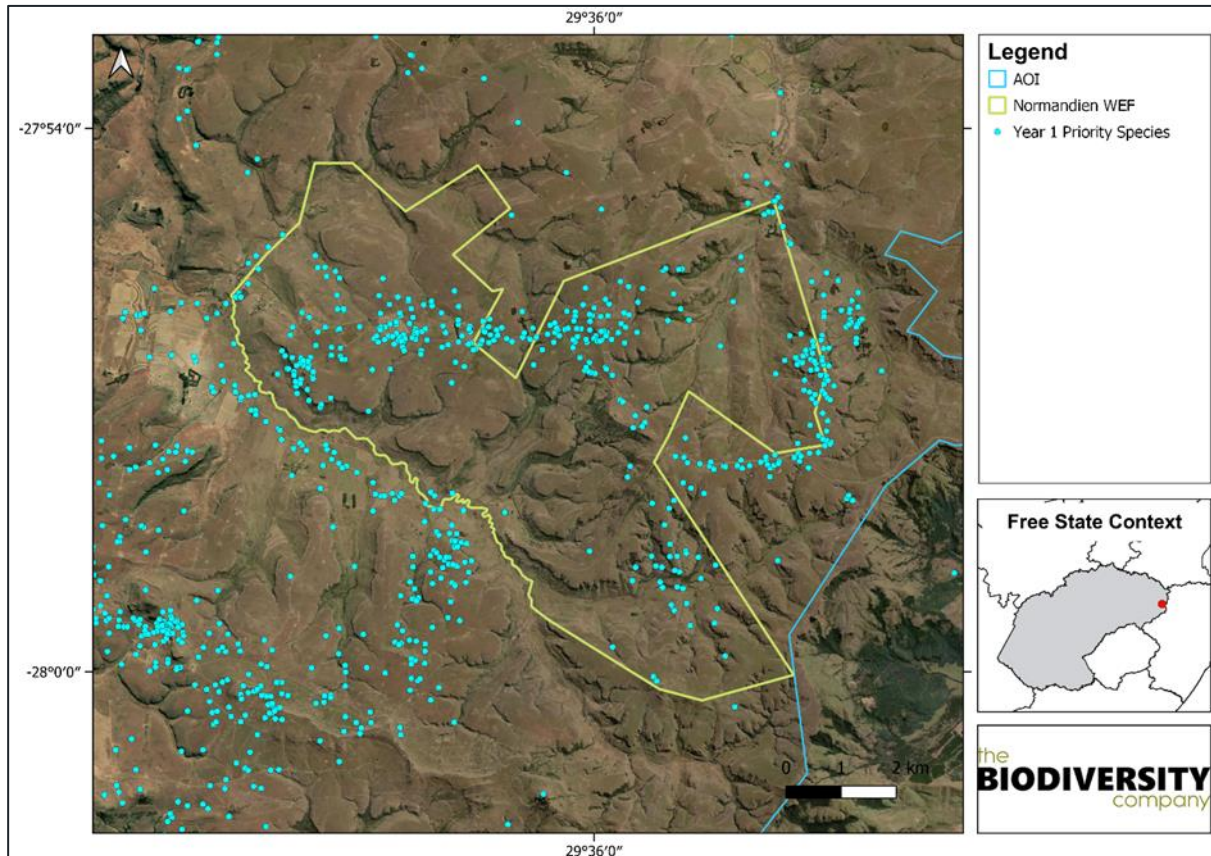 29°36'0"
-27°54'0"
-28°0'0"
0 1 2 km
29°36'0"
Legend
AOI
Normandien WEF
Year 1 Priority Species
Free State Context
the
BIODIVERSITY
company